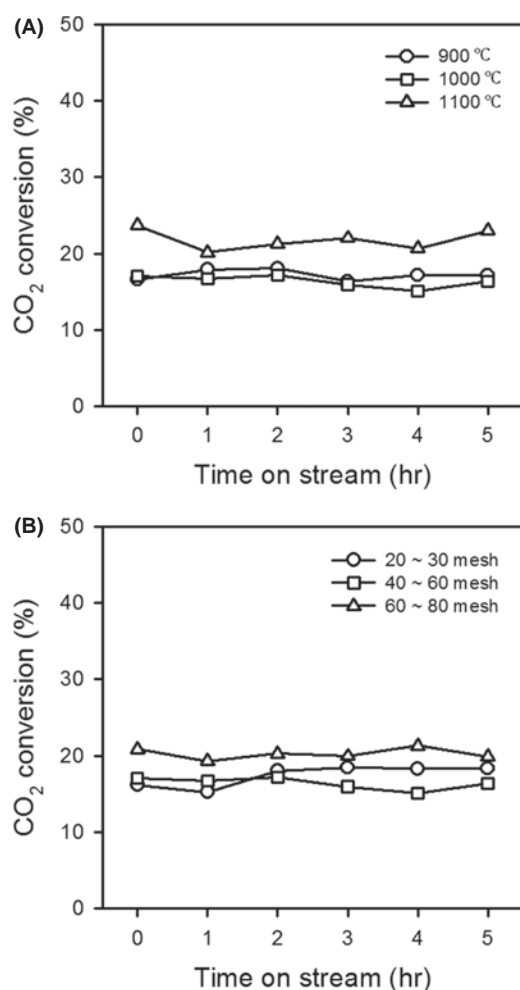 (A)
50
40
30
20
10
0
CO₂ conversion (%)
900 ℃
1000 ℃
1100 ℃
0 1 2 3 4 5
Time on stream (hr)
(B)
50
40
30
20
10
0
CO₂ conversion (%)
20 ~ 30 mesh
40 ~ 60 mesh
60 ~ 80 mesh
0 1 2 3 4 5
Time on stream (hr)